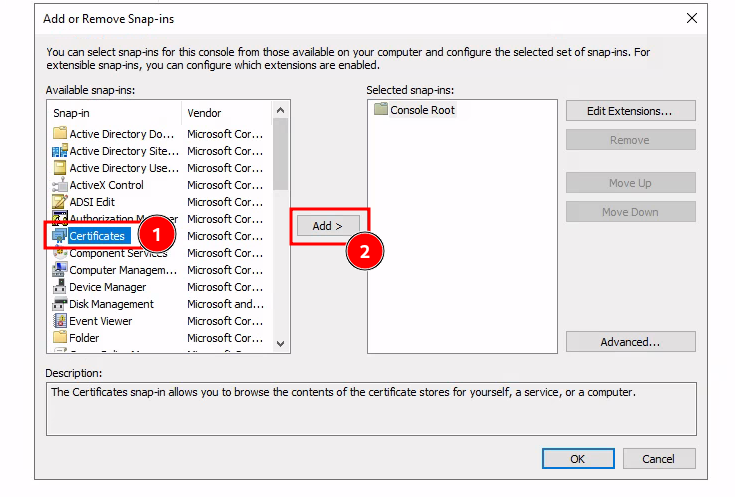 Add or Remove Snap-ins
You can select snap-ins for this console from those available on your computer and configure the selected set of snap-ins. For
extensible snap-ins, you can configure which extensions are enabled.
Available snap-ins:
Snap-in Vendor
Active Directory Do... Microsoft Cor...
Active Directory Site... Microsoft Cor...
Active Directory Use... Microsoft Cor...
ActiveX Control Microsoft Cor...
ADSI Edit Microsoft Cor...
Authorization Manager Microsoft Cor...
Certificates Microsoft Cor...
1
Component Services Microsoft Cor...
Computer Managem... Microsoft Cor...
Device Manager Microsoft Cor...
Disk Management Microsoft and...
Event Viewer Microsoft Cor...
Folder Microsoft Cor...
Add >
2
Selected snap-ins:
Console Root
Edit Extensions...
Remove
Move Up
Move Down
Advanced...
Description:
The Certificates snap-in allows you to browse the contents of the certificate stores for yourself, a service, or a computer.
OK
Cancel